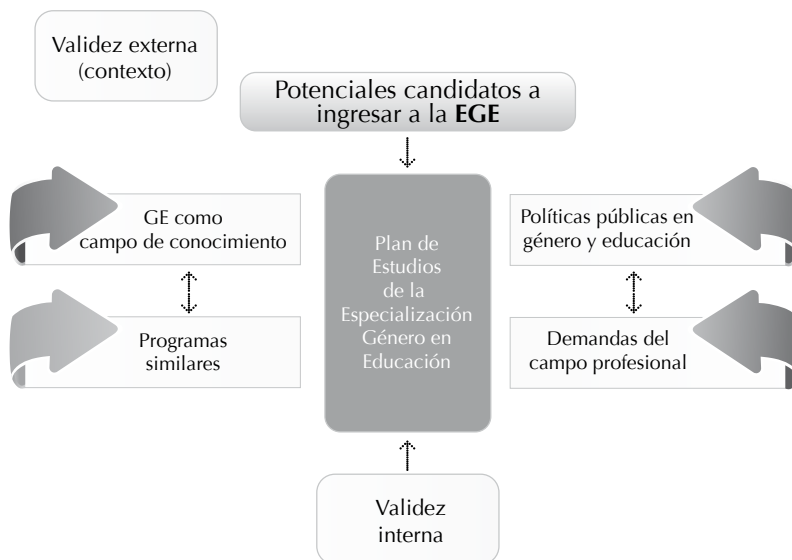 Validez externa
(contexto)
Potenciales candidatos a
ingresar a la EGE
GE como
campo de conocimiento
Programas
similares
Plan de
Estudios
de la
Especialización
Género en
Educación
Políticas públicas en
género y educación
Demandas del
campo profesional
Validez
interna